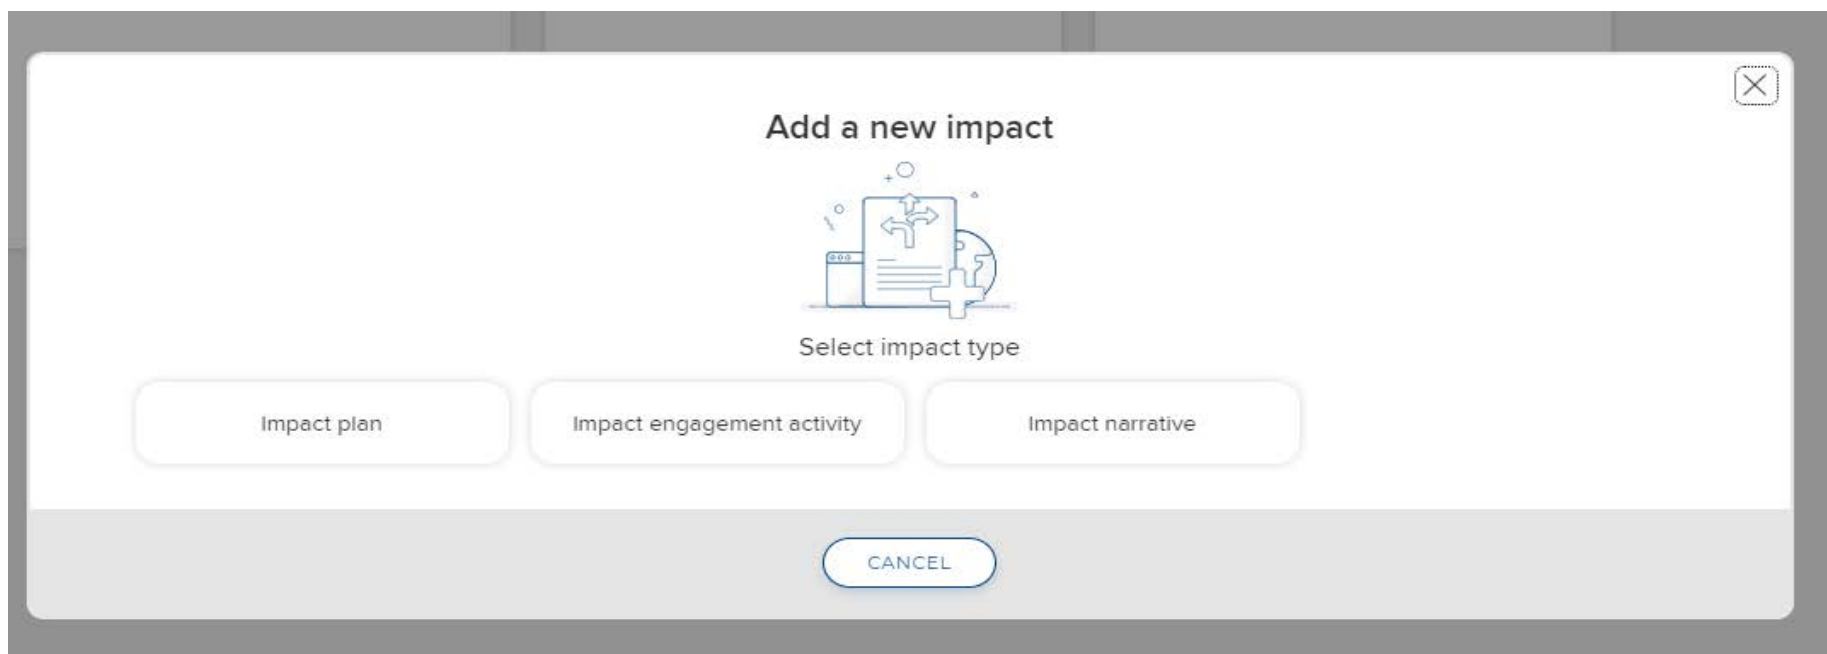 Add a new impact
Select impact type
Impact plan
Impact engagement activity
Impact narrative
CANCEL